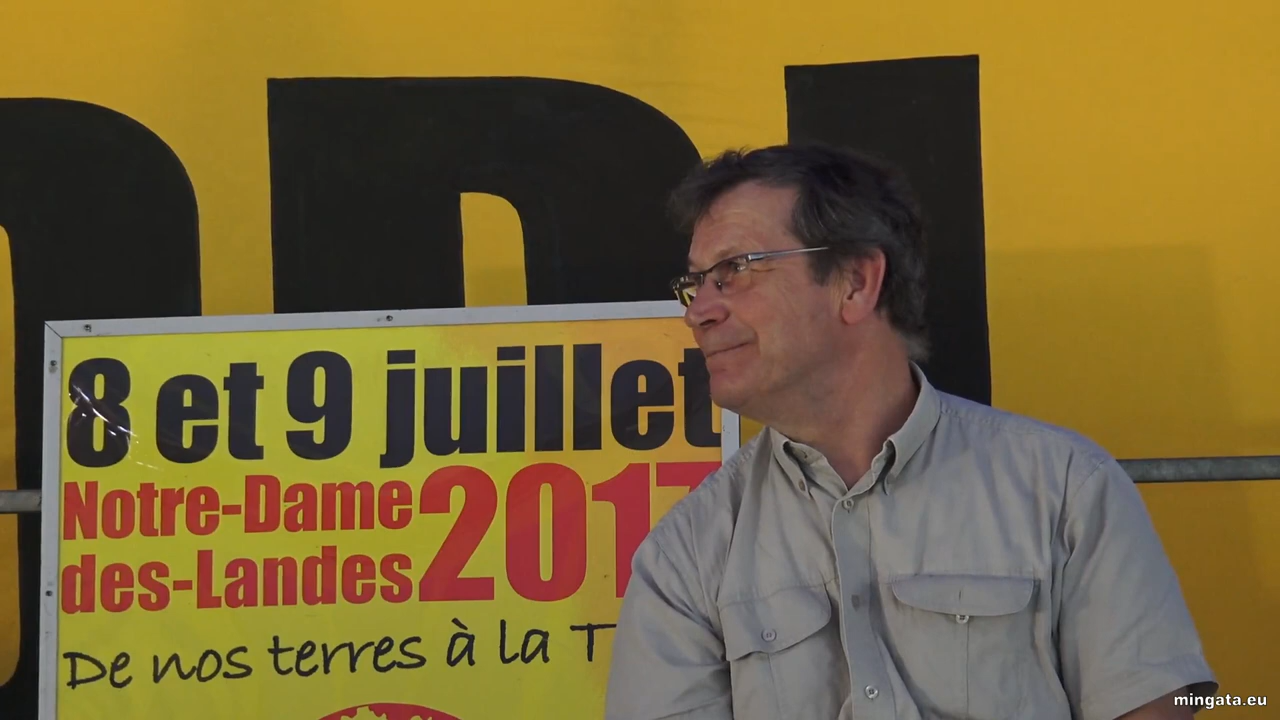 8 et 9 juillet
Notre-Dame
des-Landes 2017
De nos terres à la T
mingata.eu